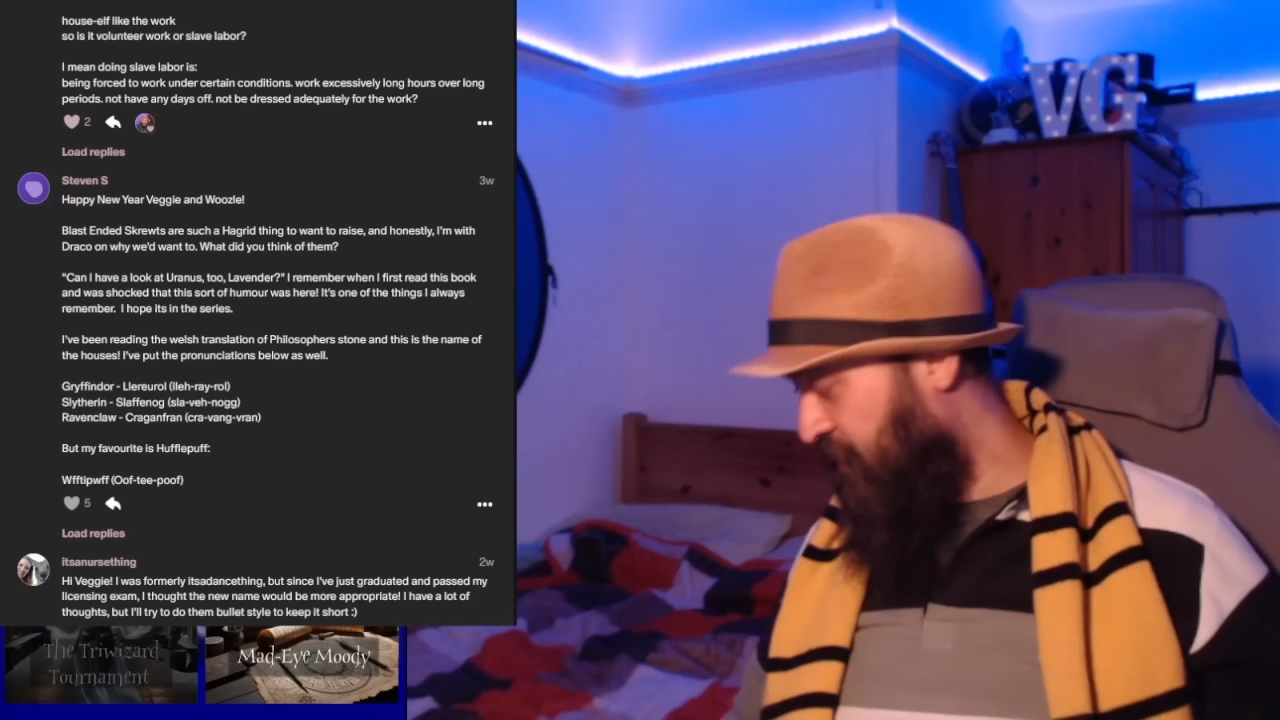 house-elf like the work
so is it volunteer work or slave labor?
I mean doing slave labor is:
being forced to work under certain conditions. work excessively long hours over long
periods. not have any days off. not be dressed adequately for the work?
2
Load replies
Steven S 3w
Happy New Year Veggie and Woozle!
Blast Ended Skrewts are such a Hagrid thing to want to raise, and honestly, I'm with
Draco on why we'd want to. What did you think of them?
“Can I have a look at Uranus, too, Lavender?” I remember when I first read this book
and was shocked that this sort of humour was here! It's one of the things I always
remember. I hope its in the series.
I've been reading the welsh translation of Philosophers stone and this is the name of
the houses! I've put the pronunciations below as well.
Gryffindor - Llereurol (lleh-ray-rol)
Slytherin - Slaffenog (sla-veh-nogg)
Ravenclaw - Craganfran (cra-vang-vran)
But my favourite is Hufflepuff:
Wfftipwff (Oof-tee-poof)
5
Load replies
itsanursething 2w
Hi Veggie! I was formerly itsadancething, but since I've just graduated and passed my
licensing exam, I thought the new name would be more appropriate! I have a lot of
thoughts, but I'll try to do them bullet style to keep it short :)
The Triwizard
Tournament
Mad-Eye Moody
VG